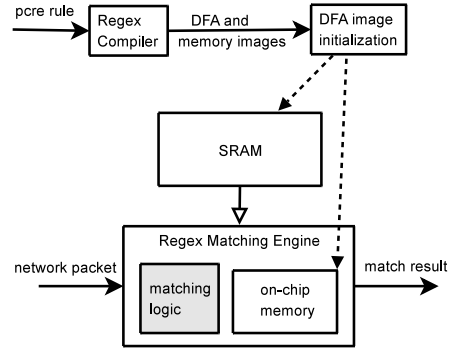 pcre rule
Regex
Compiler
DFA and
memory images
DFA image
initialization
SRAM
Regex Matching Engine
network packet
matching
logic
on-chip
memory
match result